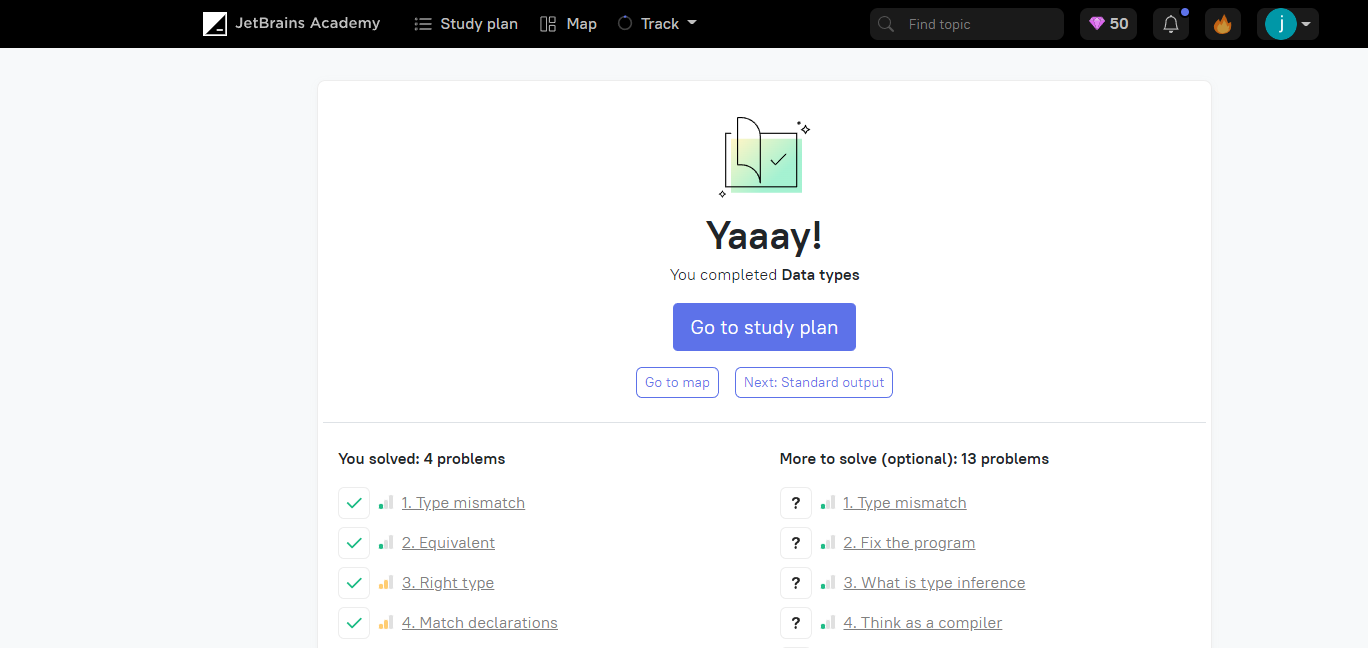 JetBrains Academy Study plan Map Track Find topic 50 j
Yaaay!
You completed Data types
Go to study plan
Go to map Next: Standard output
You solved: 4 problems
1. Type mismatch
2. Equivalent
3. Right type
4. Match declarations
More to solve (optional): 13 problems
? 1. Type mismatch
? 2. Fix the program
? 3. What is type inference
? 4. Think as a compiler